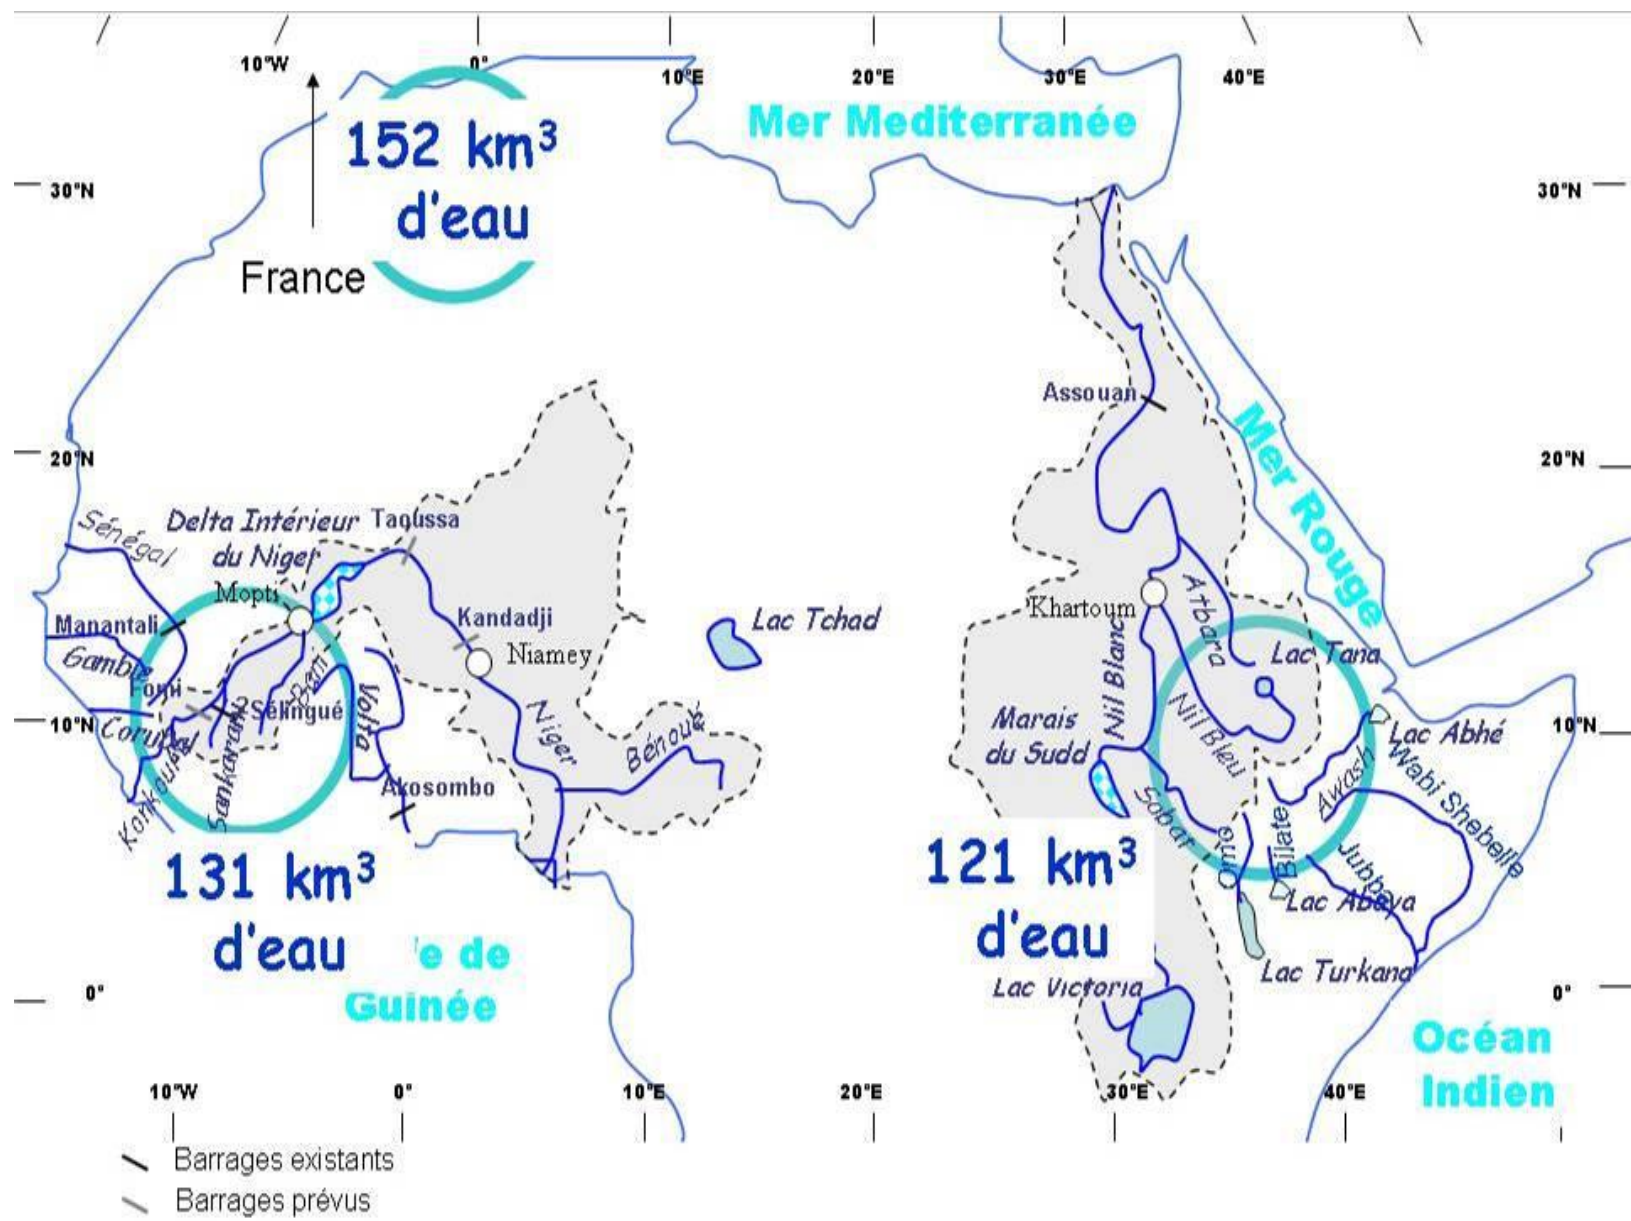 10°W
0°
10°E
20°E
30°E
40°E
Mer Mediterranée
152 km³
d'eau
30°N
30°N
France
Assouan
Mer Rouge
20°N
20°N
Sénégal
Delta Intérieur
du Niger
Taoussa
Mopti
Khartoum
Atbara
Manantali
Kandadji
Lac Tchad
Niamey
Gambie
Lac Tana
Fomi
Sélingué
Bani
Volta
Niger
Bénoué
Nil Blanc
Nil Bleu
Marais
du Sudd
10°N
10°N
Corubal
Konkouré
Sankarani
Akosombo
Lac Abhé
Awash
Wabi Shebelle
Sobat
Omo
Bilate
Jubba
131 km³
d'eau
121 km³
d'eau
Lac Abaya
'e de
Guinée
Lac Turkana
Lac Victoria
0°
0°
Océan
Indien
10°W
0°
10°E
20°E
30°E
40°E
Barrages existants
Barrages prévus